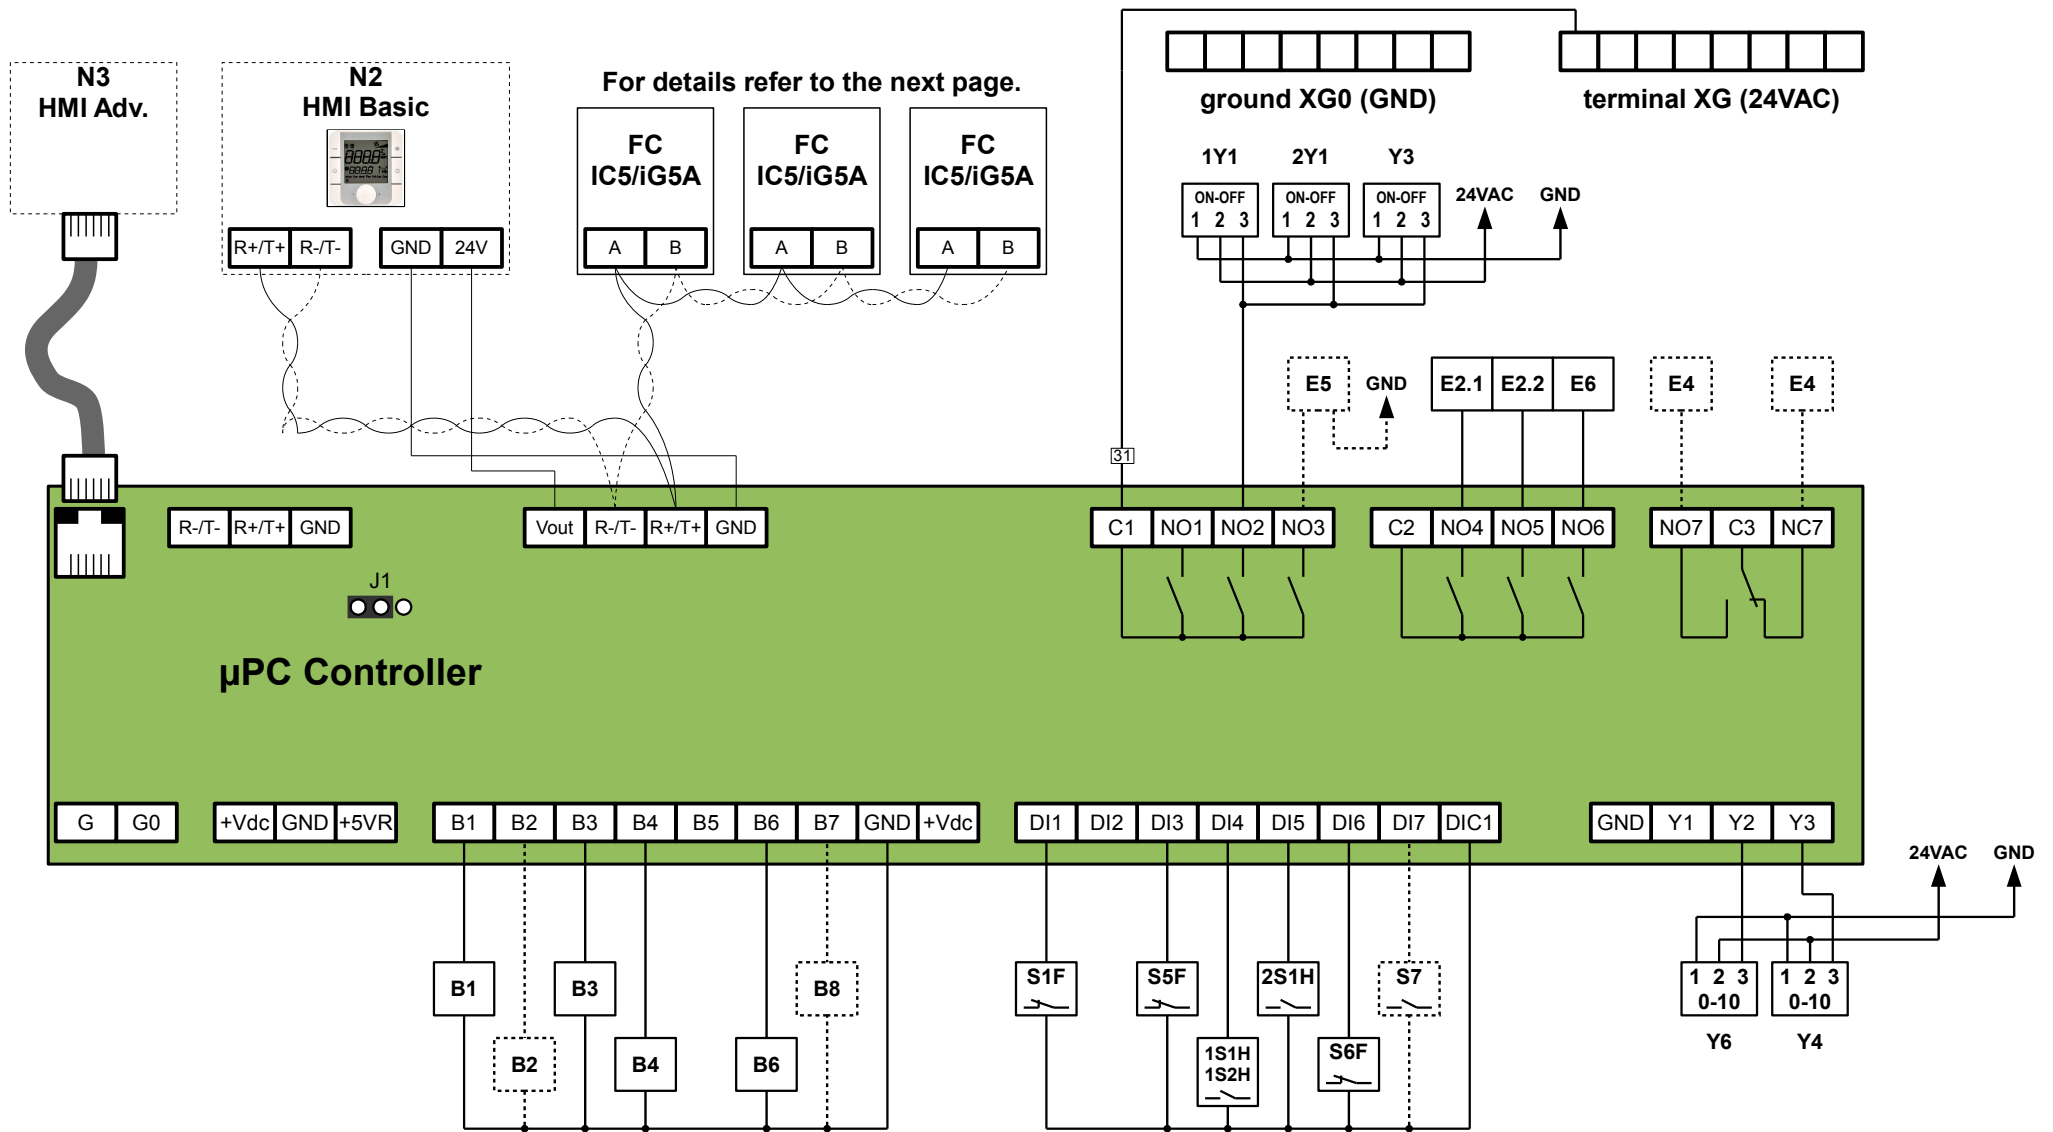 N3
HMI Adv.
N2
HMI Basic
R+/T+ R-/T- GND 24V
For details refer to the next page.
FC
IC5/iG5A
A B
FC
IC5/iG5A
A B
FC
IC5/iG5A
A B
ground XG0 (GND)
terminal XG (24VAC)
1Y1 2Y1 Y3
ON-OFF
1 2 3
ON-OFF
1 2 3
ON-OFF
1 2 3
24VAC GND
E5 GND E2.1 E2.2 E6 E4 E4
31
R-/T- R+/T+ GND
Vout R-/T- R+/T+ GND
C1 NO1 NO2 NO3
C2 NO4 NO5 NO6
NO7 C3 NC7
J1
µPC Controller
G G0
+Vdc GND +5VR
B1 B2 B3 B4 B5 B6 B7 GND +Vdc
DI1 DI2 DI3 DI4 DI5 DI6 DI7 DIC1
GND Y1 Y2 Y3
24VAC GND
B1 B3 B8
B2 B4 B6
S1F S5F 2S1H S7
1S1H
1S2H
S6F
1 2 3
0-10
1 2 3
0-10
Y6 Y4